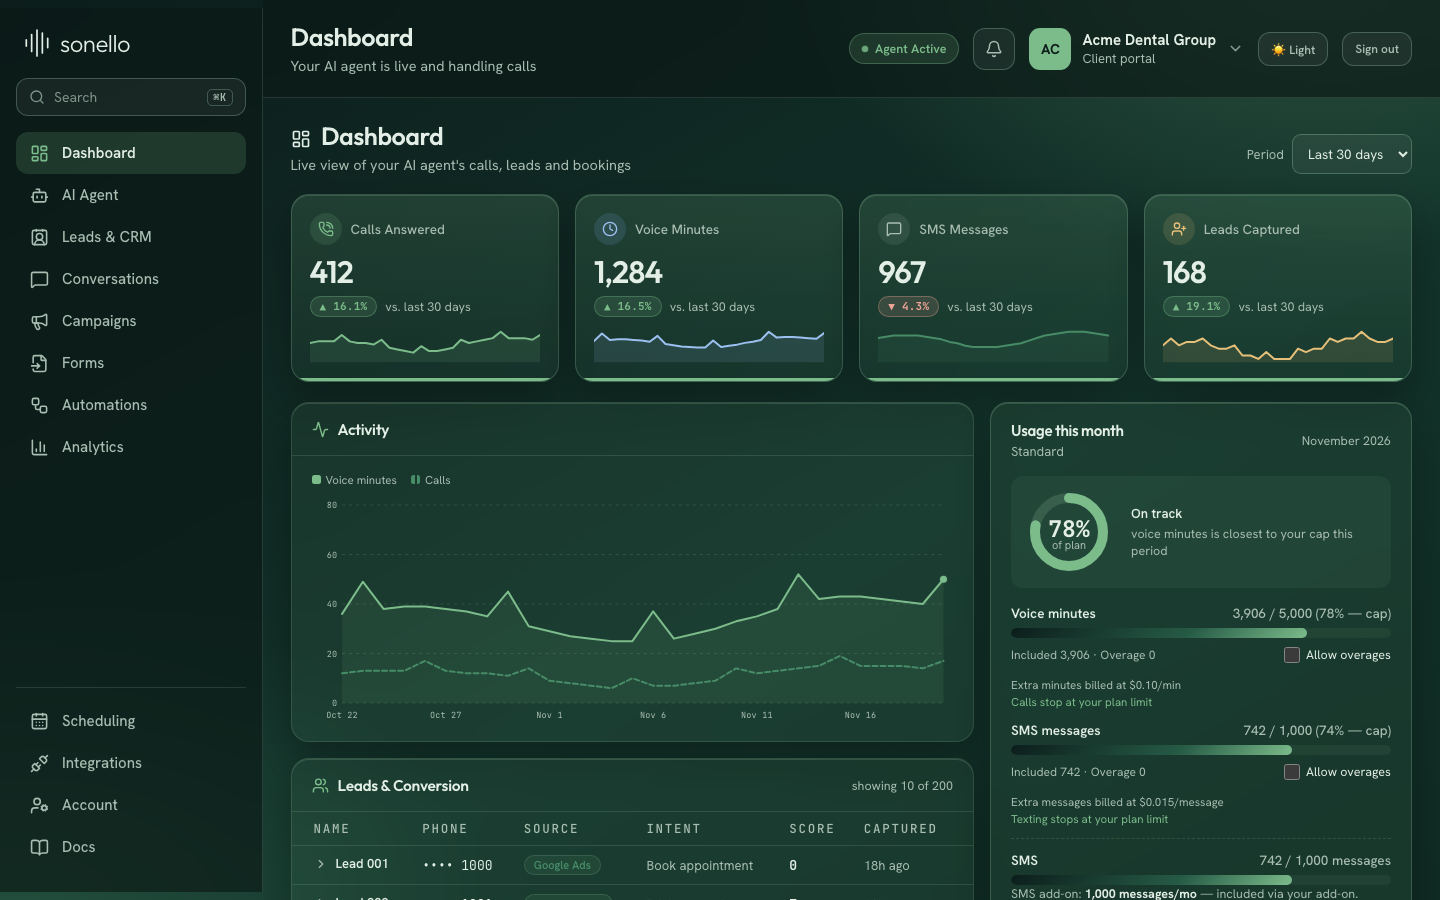 sonello
Search ⌘K
Dashboard
AI Agent
Leads & CRM
Conversations
Campaigns
Forms
Automations
Analytics
Scheduling
Integrations
Account
Docs
Dashboard
Your AI agent is live and handling calls
Agent Active
AC
Acme Dental Group
Client portal
Light
Sign out
Dashboard
Live view of your AI agent's calls, leads and bookings
Period
Last 30 days
Calls Answered
412
▲ 16.1% vs. last 30 days
Voice Minutes
1,284
▲ 16.5% vs. last 30 days
SMS Messages
967
▼ 4.3% vs. last 30 days
Leads Captured
168
▲ 19.1% vs. last 30 days
Activity
Voice minutes Calls
80
60
40
20
0
Oct 22 Oct 27 Nov 1 Nov 6 Nov 11 Nov 16
Leads & Conversion showing 10 of 200
NAME PHONE SOURCE INTENT SCORE CAPTURED
Lead 001 •••• 1000 Google Ads Book appointment 0 18h ago
Usage this month
Standard
November 2026
78%
of plan
On track
voice minutes is closest to your cap this
period
Voice minutes 3,906 / 5,000 (78% — cap)
Included 3,906 · Overage 0 Allow overages
Extra minutes billed at $0.10/min
Calls stop at your plan limit
SMS messages 742 / 1,000 (74% — cap)
Included 742 · Overage 0 Allow overages
Extra messages billed at $0.015/message
Texting stops at your plan limit
SMS 742 / 1,000 messages
SMS add-on: 1,000 messages/mo — included via your add-on.